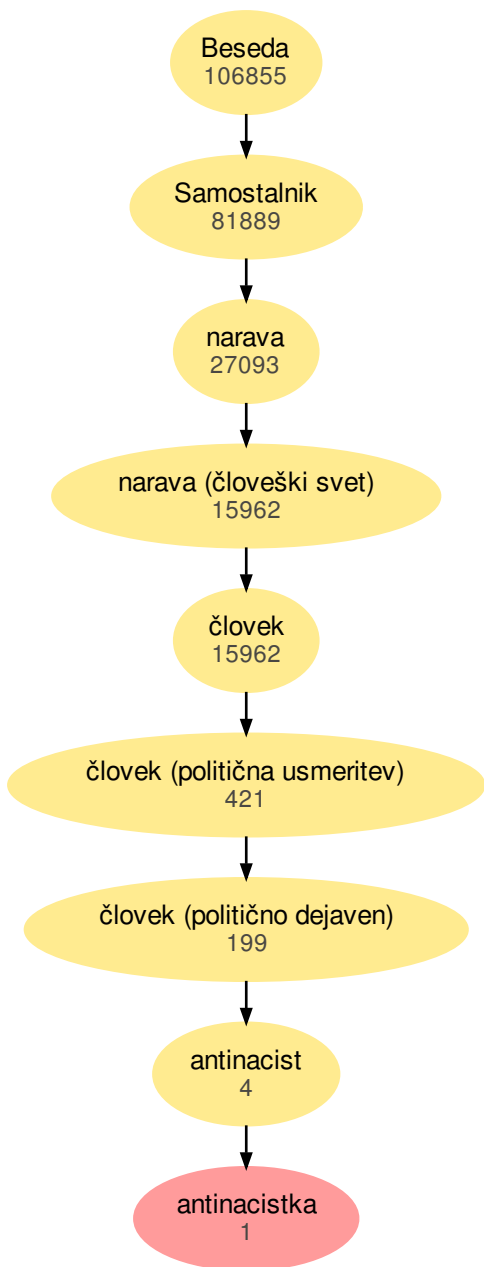 Beseda
106855
Samostalnik
81889
narava
27093
narava (človeški svet)
15962
človek
15962
človek (politična usmeritev)
421
človek (politično dejaven)
199
antinacist
4
antinacistka
1